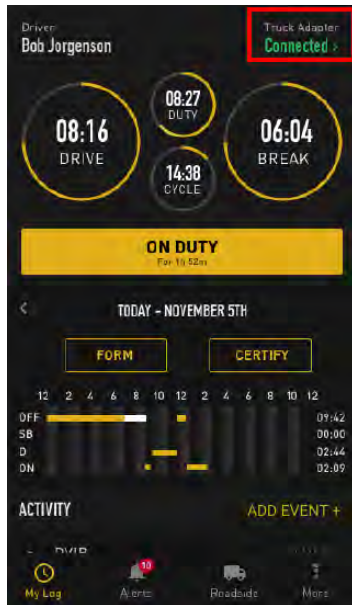 Driver
Truck Adapter
Bob Jorgenson
Connected >
08:27
DUTY
08:16
DRIVE
06:04
BREAK
14:38
CYCLE
ON DUTY
For 1h 52m
<
TODAY - NOVEMBER 5TH
FORM
CERTIFY
12 2 4 6 8 10 12 2 4 6 8 10 12
OFF 09:42
SB 00:00
D 02:44
ON 02:09
ACTIVITY
ADD EVENT +
DVIR
10
My Log
Alerts
Roadside
More